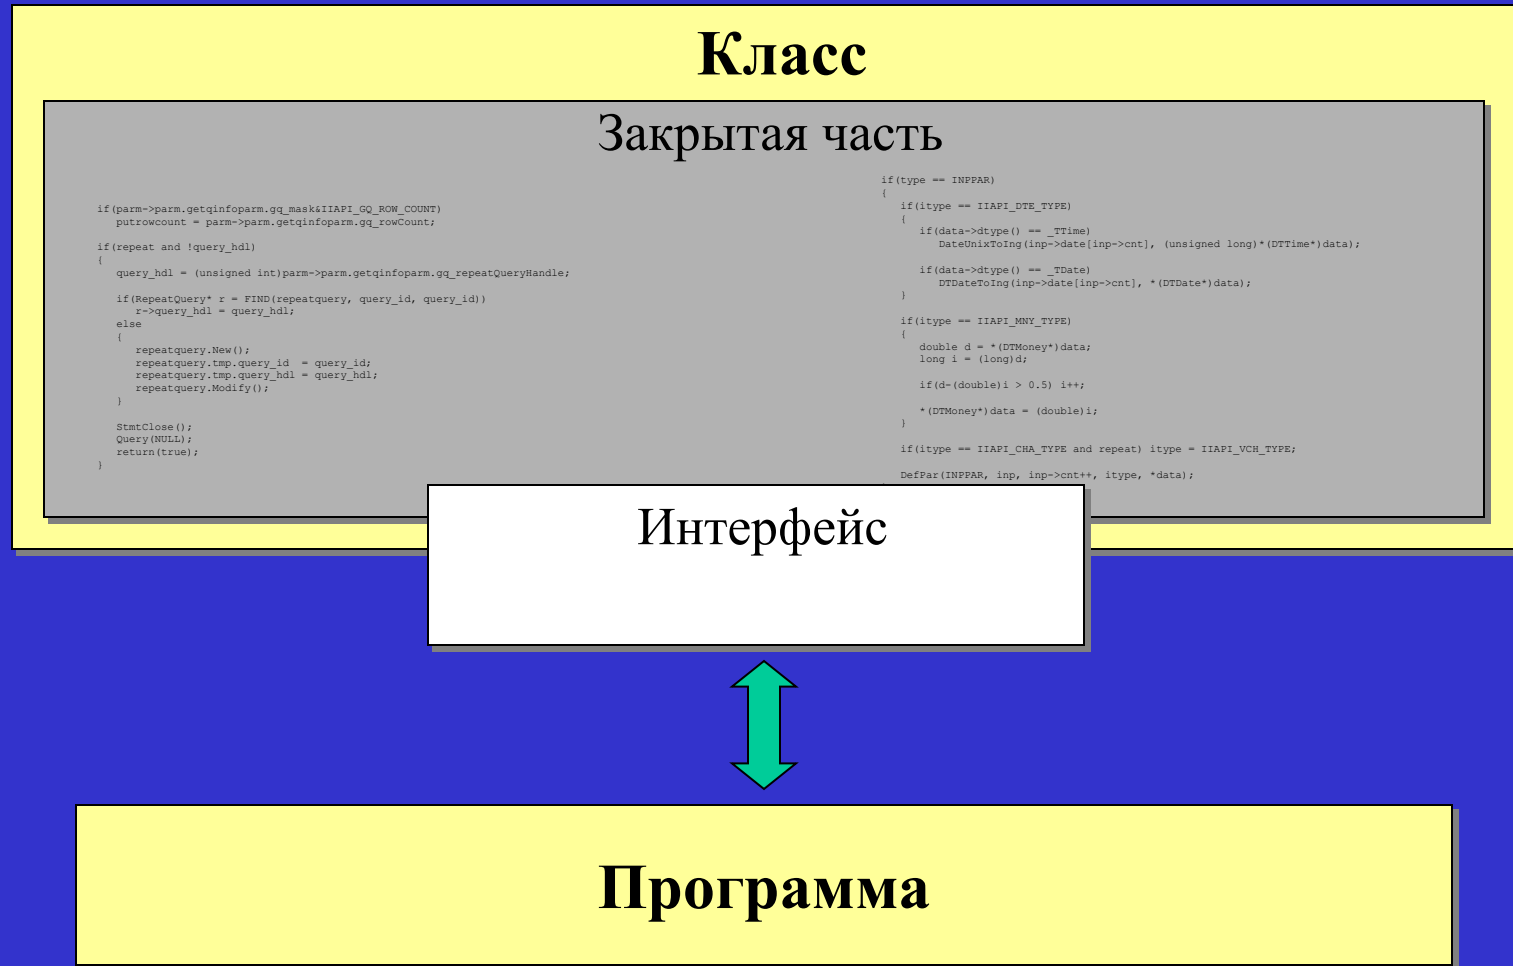 Класс
Закрытая часть
if(parm->parm.getqinfoparm.gq_mask&IIAPI_GQ_ROW_COUNT)
putrowcount = parm->parm.getqinfoparm.gq_rowCount;
if(repeat and !query_hdl)
{
query_hdl = (unsigned int)parm->parm.getqinfoparm.gq_repeatQueryHandle;
if(RepeatQuery* r = FIND(repeatquery, query_id, query_id))
r->query_hdl = query_hdl;
else
{
repeatquery.New();
repeatquery.tmp.query_id  = query_id;
repeatquery.tmp.query_hdl = query_hdl;
repeatquery.Modify();
}
StmtClose();
Query(NULL);
return(true);
}
if(type == INPPAR)
{
if(itype == IIAPI_DTE_TYPE)
{
if(data->dtype() == _TTime)
DateUnixToIng(inp->date[inp->cnt], (unsigned long)*(DTTime*)data);
if(data->dtype() == _TDate)
DTDateToIng(inp->date[inp->cnt], *(DTDate*)data);
}
if(itype == IIAPI_MNY_TYPE)
{
double d = *(DTMoney*)data;
long i = (long)d;
if(d-(double)i > 0.5) i++;
*(DTMoney*)data = (double)i;
}
if(itype == IIAPI_CHA_TYPE and repeat) itype = IIAPI_VCH_TYPE;
DefPar(INPPAR, inp, inp->cnt++, itype, *data);
Интерфейс
Программа